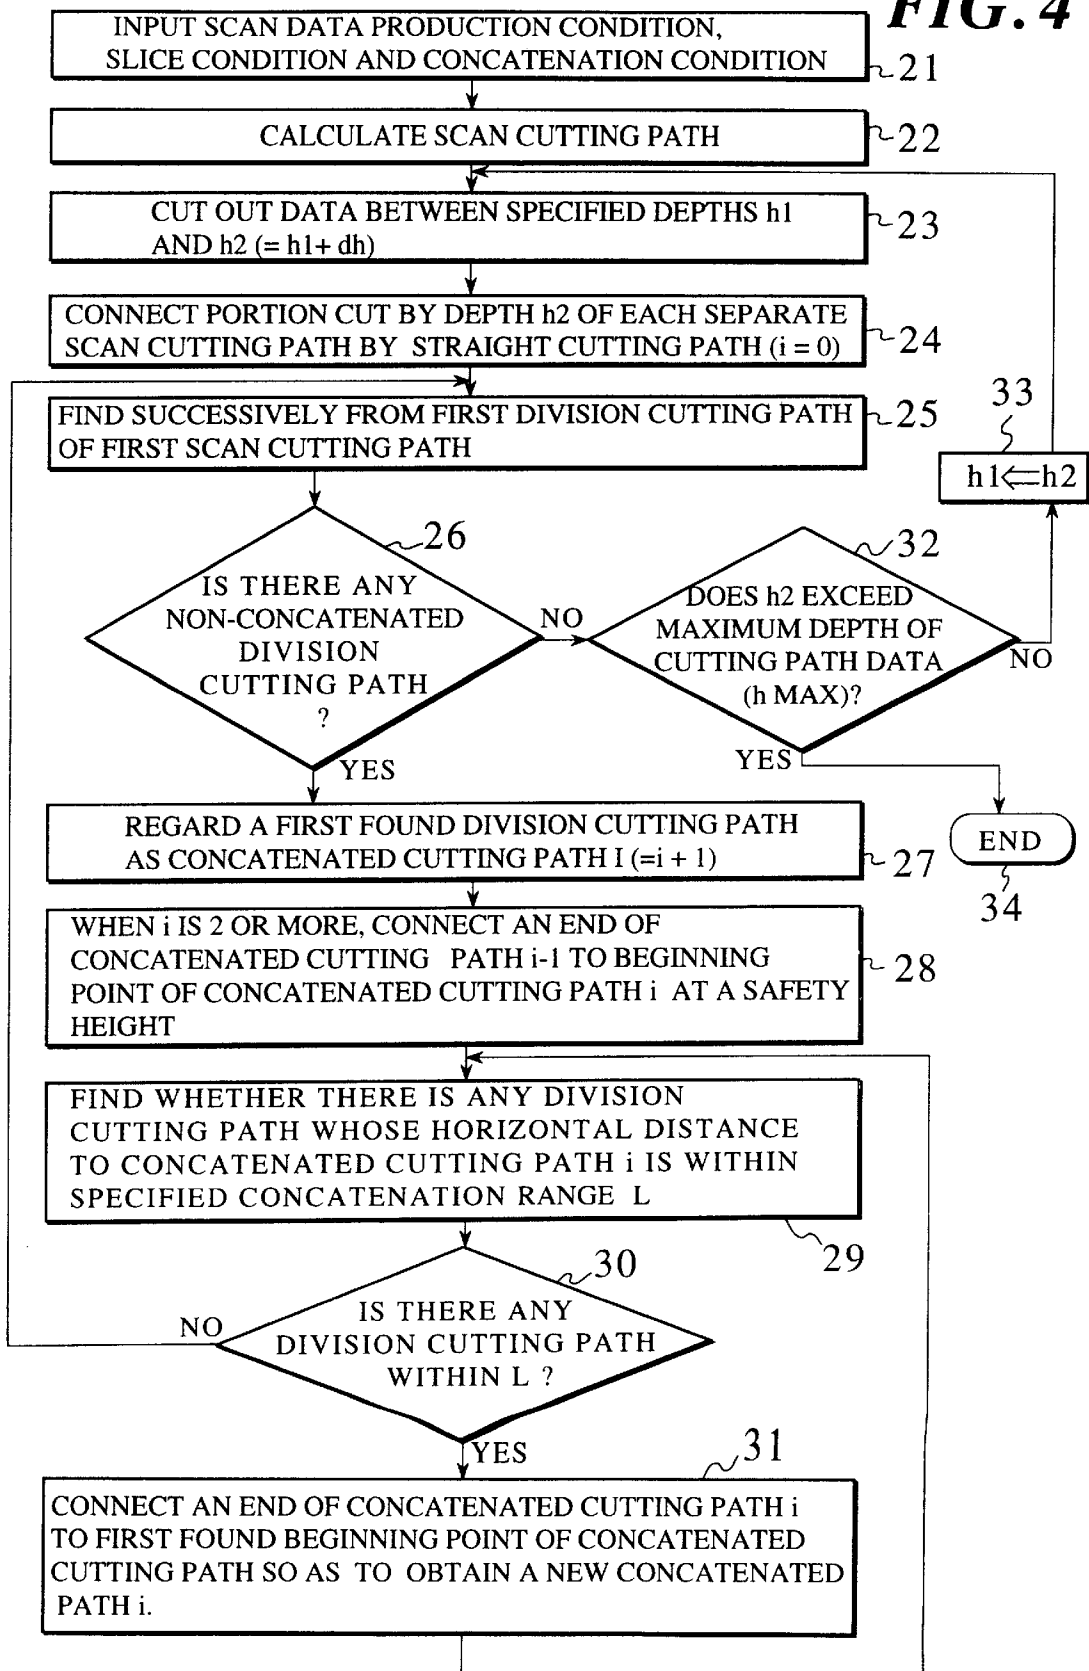 FIG. 4
INPUT SCAN DATA PRODUCTION CONDITION,
SLICE CONDITION AND CONCATENATION CONDITION
21
CALCULATE SCAN CUTTING PATH
22
CUT OUT DATA BETWEEN SPECIFIED DEPTHS h1
AND h2 (= h1+ dh)
23
CONNECT PORTION CUT BY DEPTH h2 OF EACH SEPARATE
SCAN CUTTING PATH BY STRAIGHT CUTTING PATH (i = 0)
24
FIND SUCCESSIVELY FROM FIRST DIVISION CUTTING PATH
OF FIRST SCAN CUTTING PATH
25
33
h1⇐h2
26
IS THERE ANY
NON-CONCATENATED
DIVISION
CUTTING PATH
?
NO
YES
32
DOES h2 EXCEED
MAXIMUM DEPTH OF
CUTTING PATH DATA
(h MAX)?
NO
YES
END
34
REGARD A FIRST FOUND DIVISION CUTTING PATH
AS CONCATENATED CUTTING PATH I (=i + 1)
27
WHEN i IS 2 OR MORE, CONNECT AN END OF
CONCATENATED CUTTING PATH i-1 TO BEGINNING
POINT OF CONCATENATED CUTTING PATH i AT A SAFETY
HEIGHT
28
FIND WHETHER THERE IS ANY DIVISION
CUTTING PATH WHOSE HORIZONTAL DISTANCE
TO CONCATENATED CUTTING PATH i IS WITHIN
SPECIFIED CONCATENATION RANGE L
29
30
IS THERE ANY
DIVISION CUTTING PATH
WITHIN L ?
NO
YES
31
CONNECT AN END OF CONCATENATED CUTTING PATH i
TO FIRST FOUND BEGINNING POINT OF CONCATENATED
CUTTING PATH SO AS TO OBTAIN A NEW CONCATENATED
PATH i.